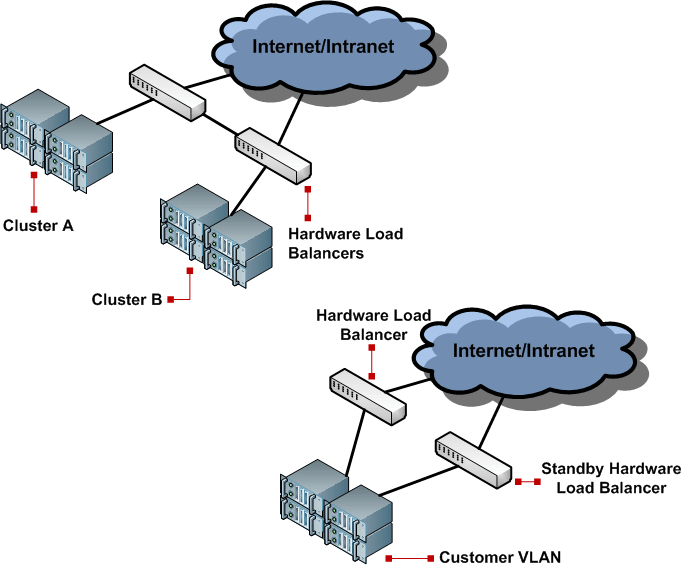 Internet/Intranet
Cluster A
Hardware Load
Balancers
Cluster B
Hardware Load
Balancer
Internet/Intranet
Standby Hardware
Load Balancer
Customer VLAN